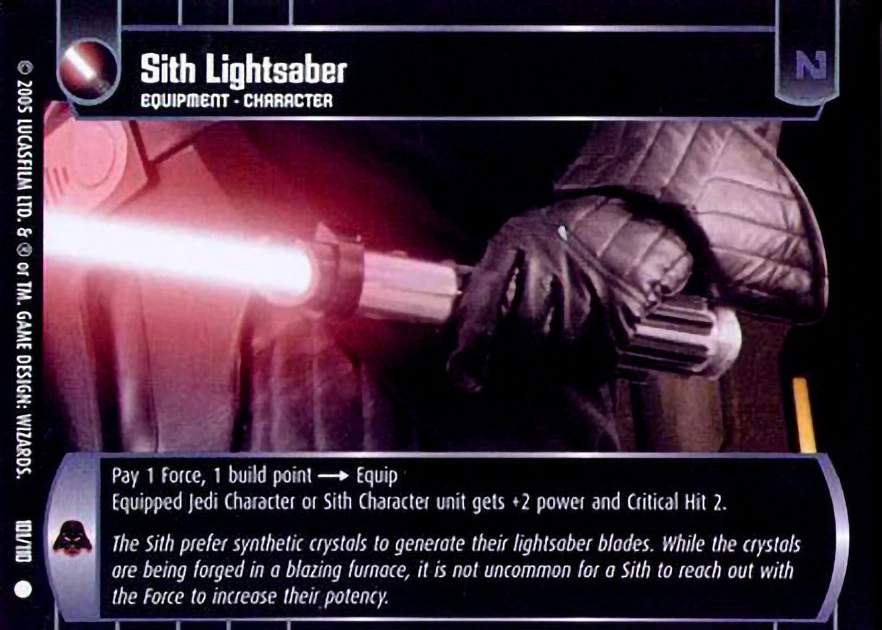 Sith Lightsaber
EQUIPMENT · CHARACTER
N
Pay 1 Force, 1 build point ⟶ Equip
Equipped Jedi Character or Sith Character unit gets +2 power and Critical Hit 2.
The Sith prefer synthetic crystals to generate their lightsaber blades. While the crystals
are being forged in a blazing furnace, it is not uncommon for a Sith to reach out with
the Force to increase their potency.
© 2005 LUCASFILM LTD. & ® or TM. GAME DESIGN: WIZARDS. 101/110